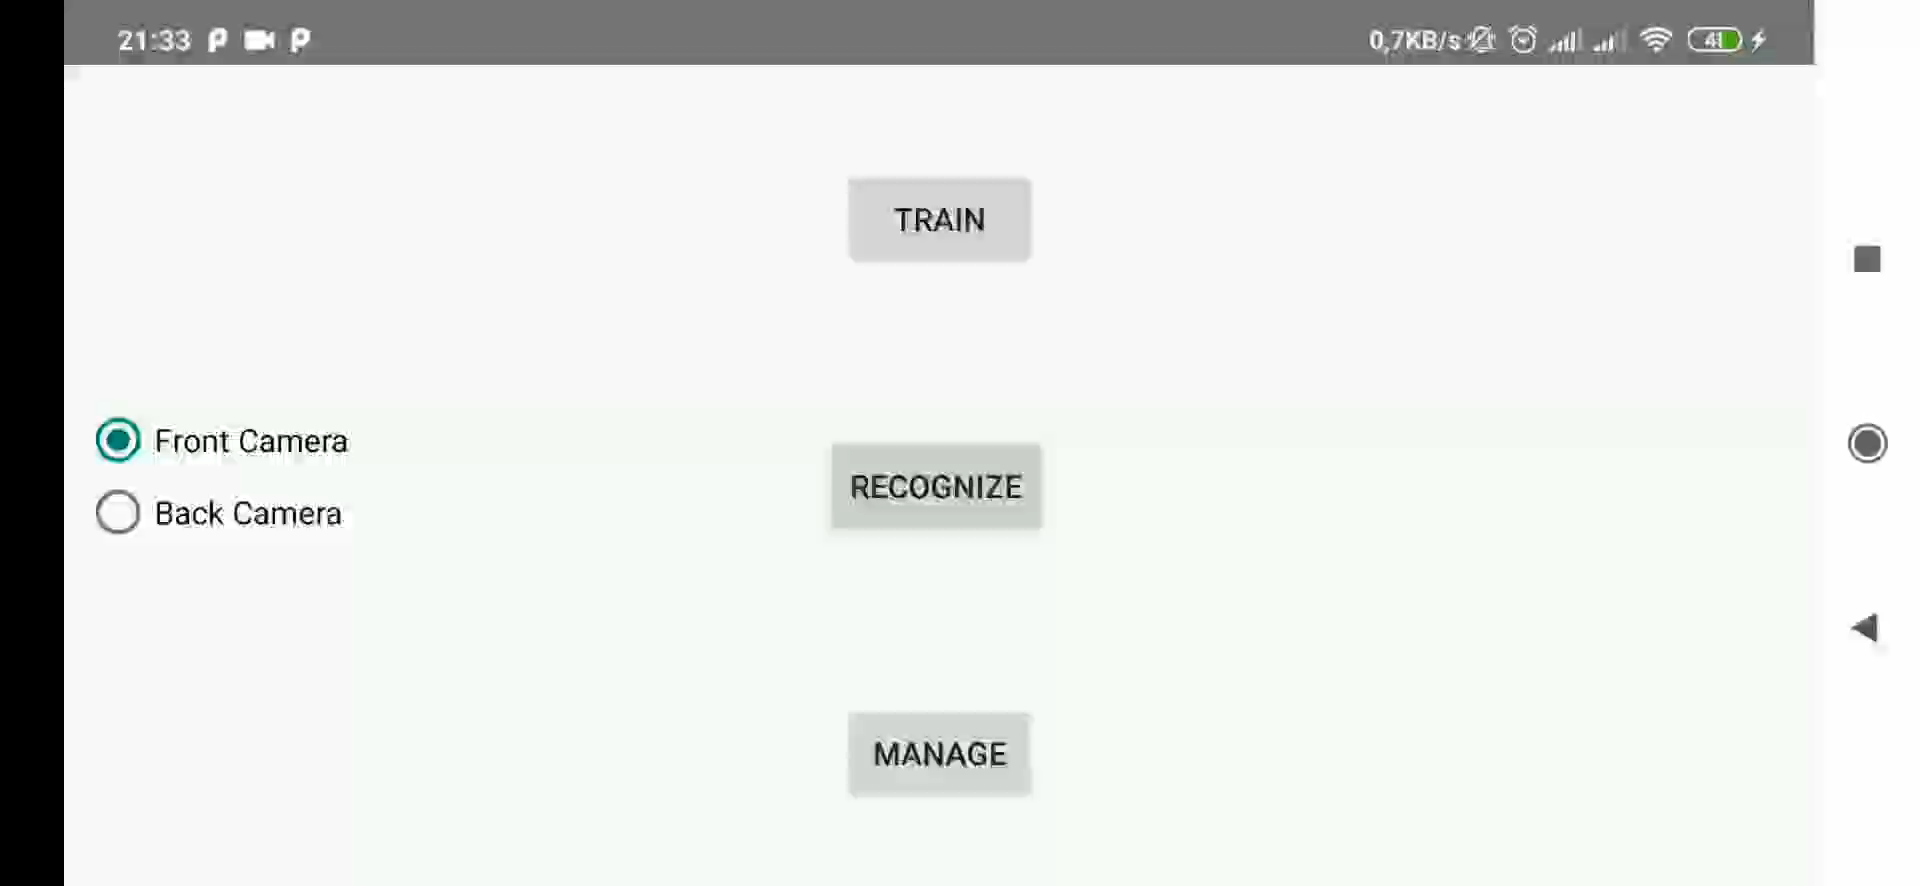 21:33 0,7KB/s 41
TRAIN
Front Camera
RECOGNIZE
Back Camera
MANAGE